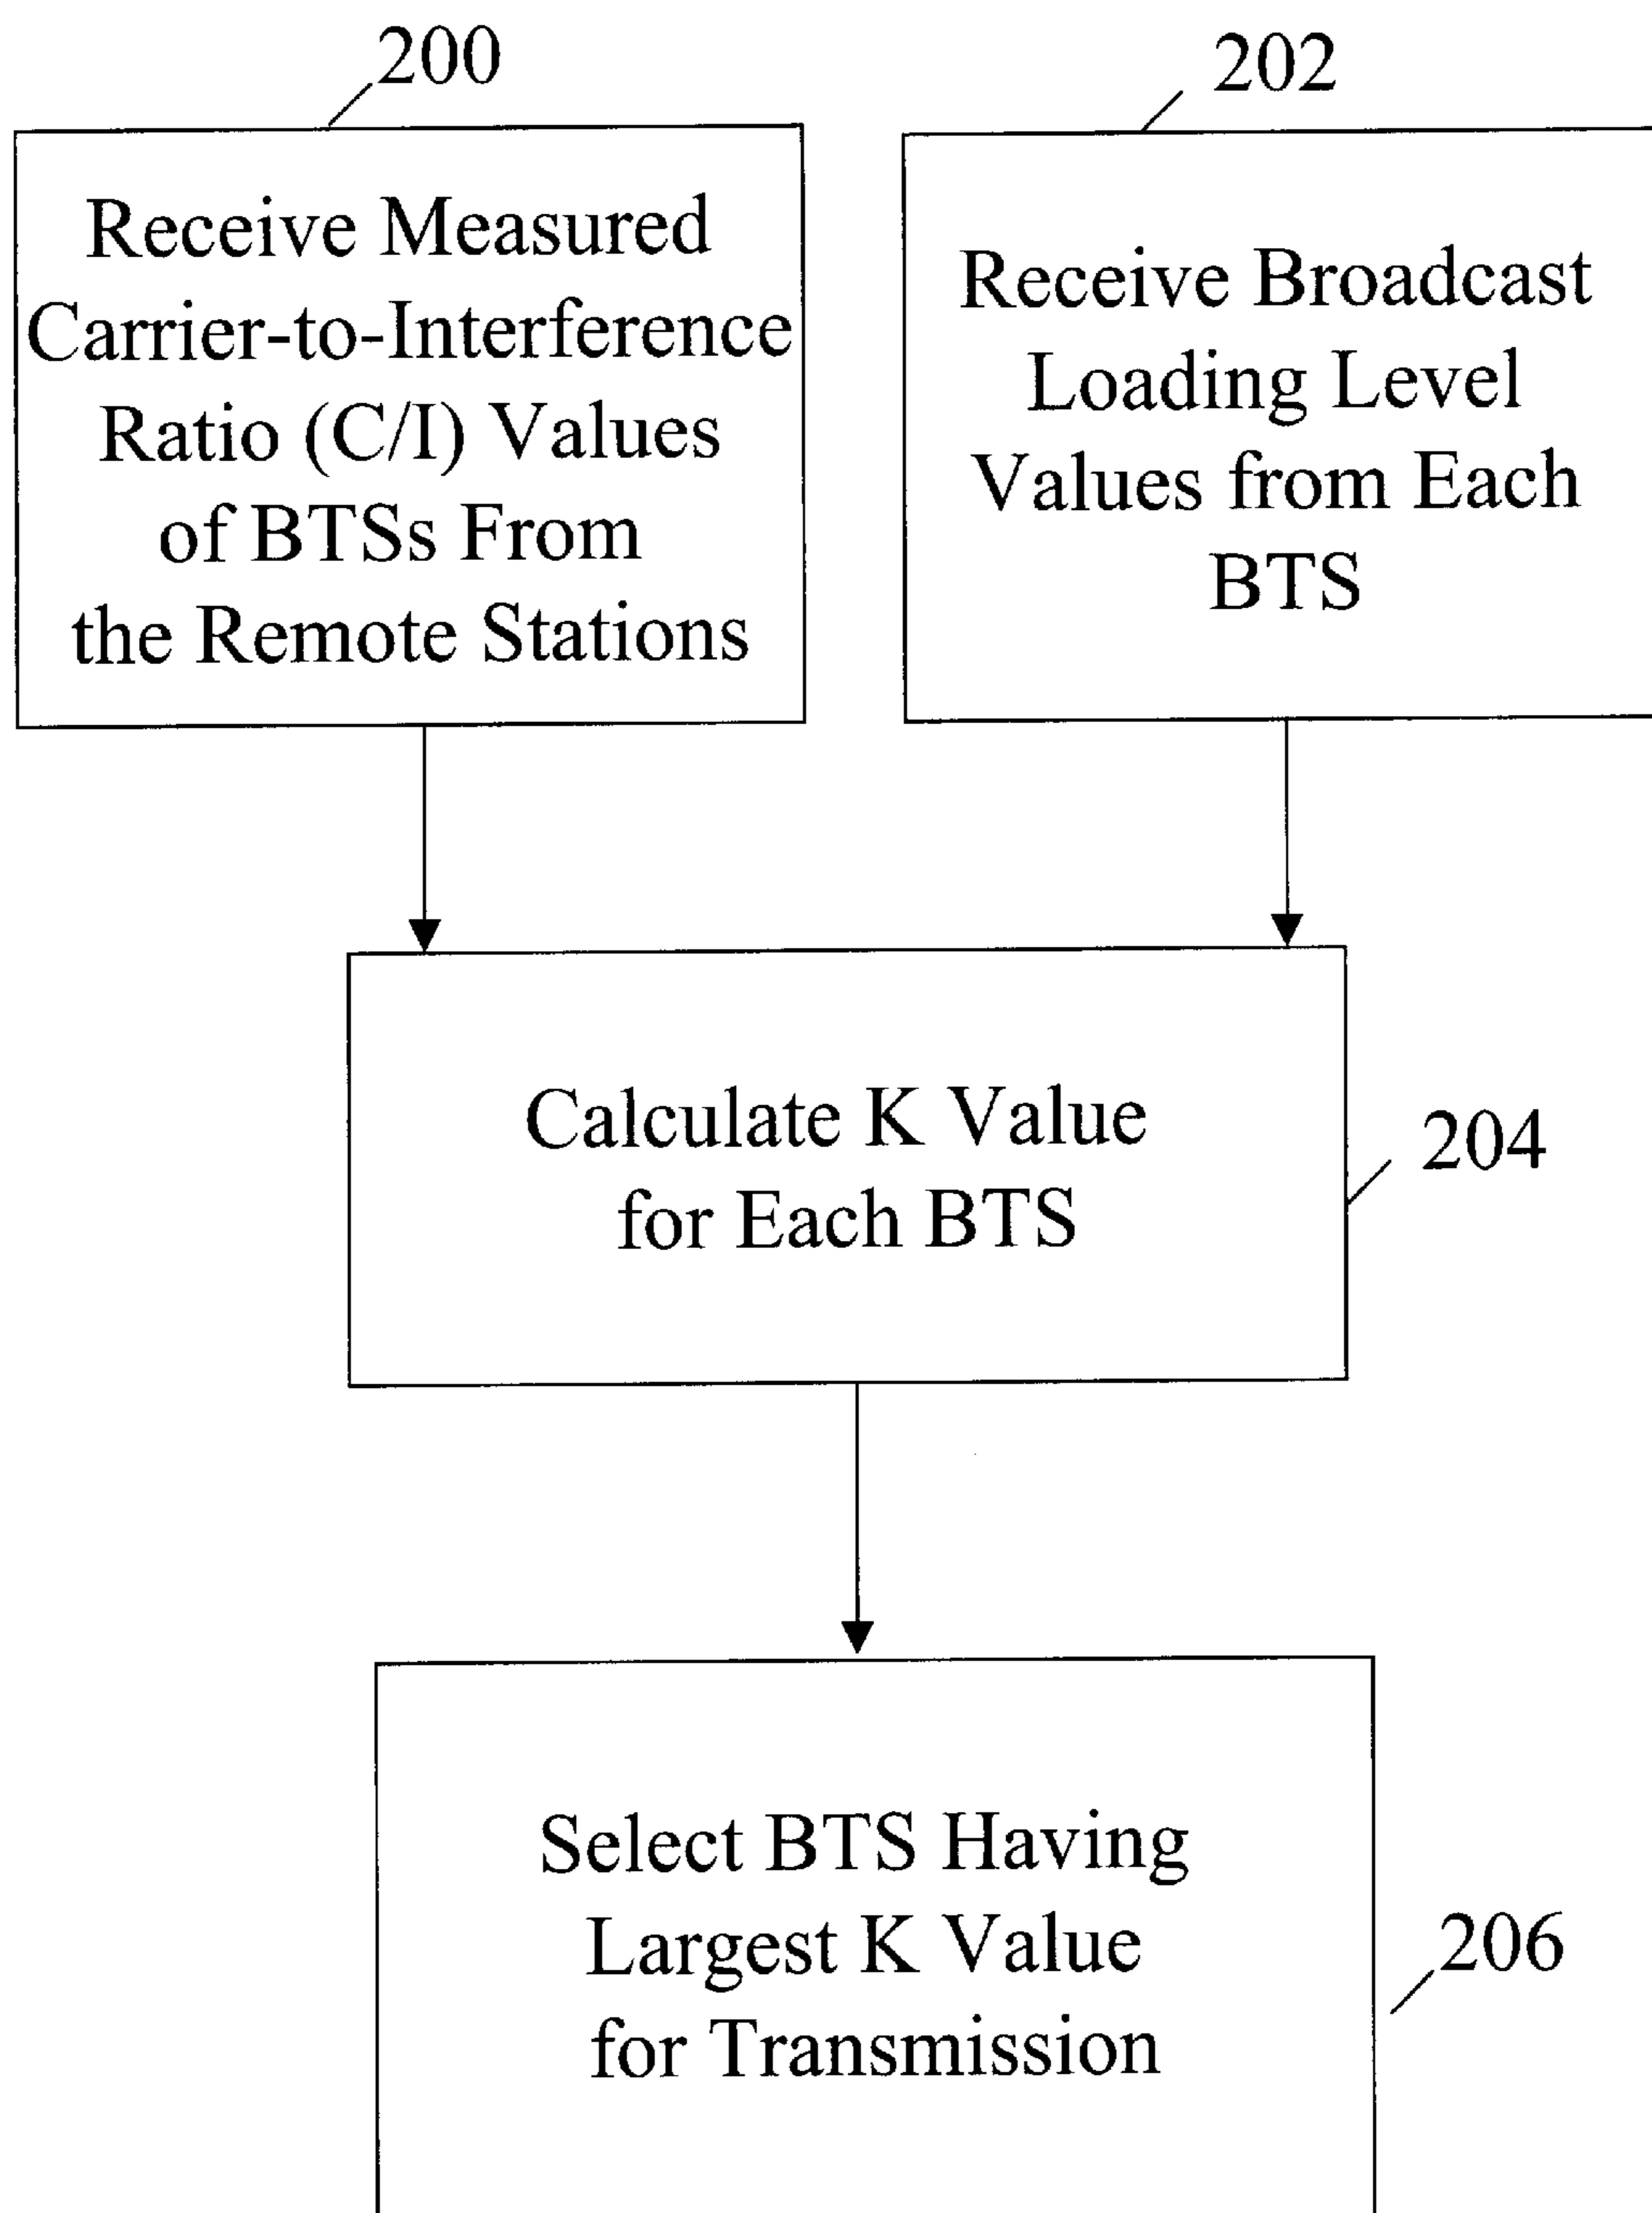 200
Receive Measured
Carrier-to-Interference
Ratio (C/I) Values
of BTSs From
the Remote Stations
202
Receive Broadcast
Loading Level
Values from Each
BTS
Calculate K Value
for Each BTS
204
Select BTS Having
Largest K Value
for Transmission
206